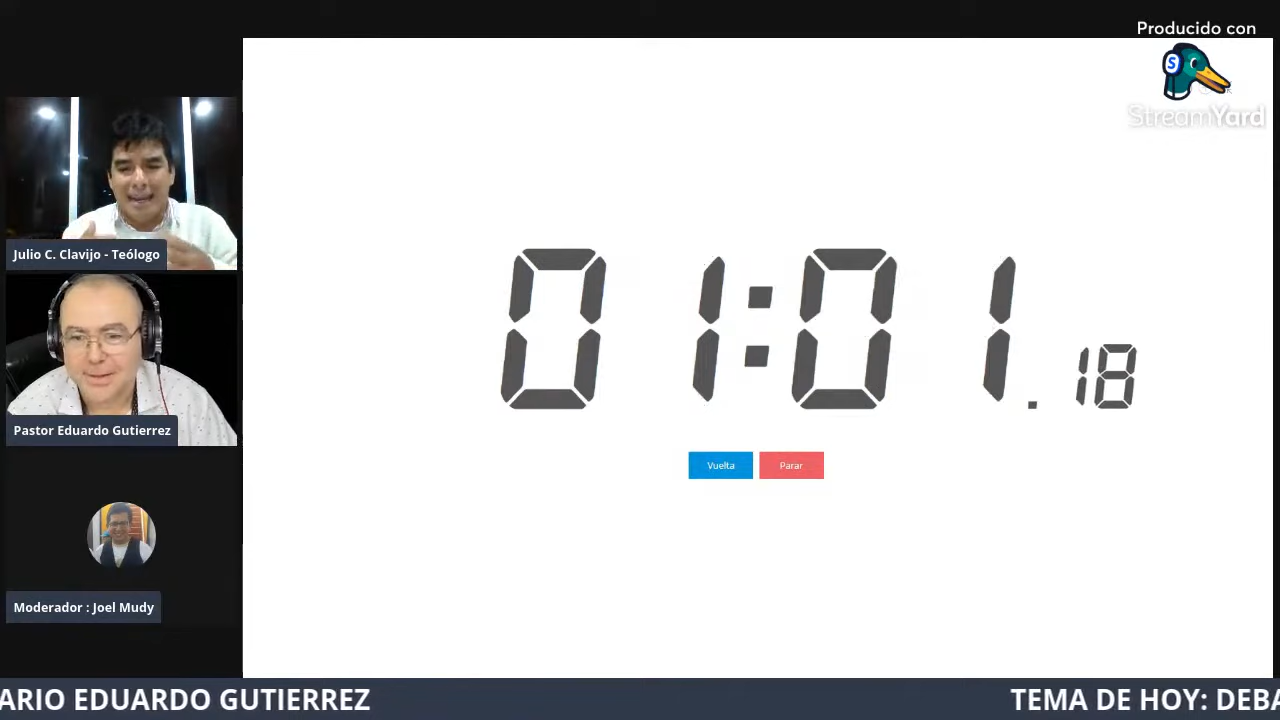 Producido con
StreamYard
Julio C. Clavijo - Teólogo
Pastor Eduardo Gutierrez
Moderador : Joel Mudy
01:01.18
Vuelta
Parar
ARIO EDUARDO GUTIERREZ
TEMA DE HOY: DEBA